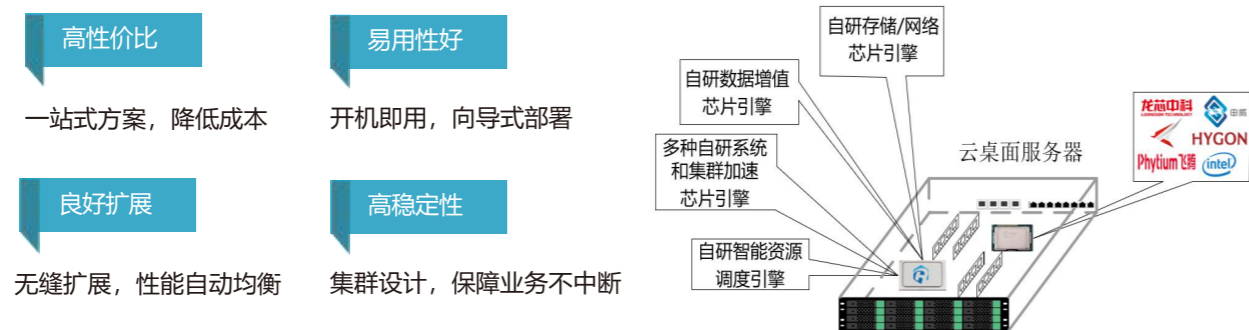 高性价比
一站式方案，降低成本
易用性好
开机即用，向导式部署
良好扩展
无缝扩展，性能自动均衡
高稳定性
集群设计，保障业务不中断
自研存储/网络
芯片引擎
自研数据增值
芯片引擎
多种自研系统
和集群加速
芯片引擎
自研智能资源
调度引擎
云桌面服务器
龙芯中科
LOONGSON TECHNOLOGY
申威
HYGON
Phytium飞腾
intel